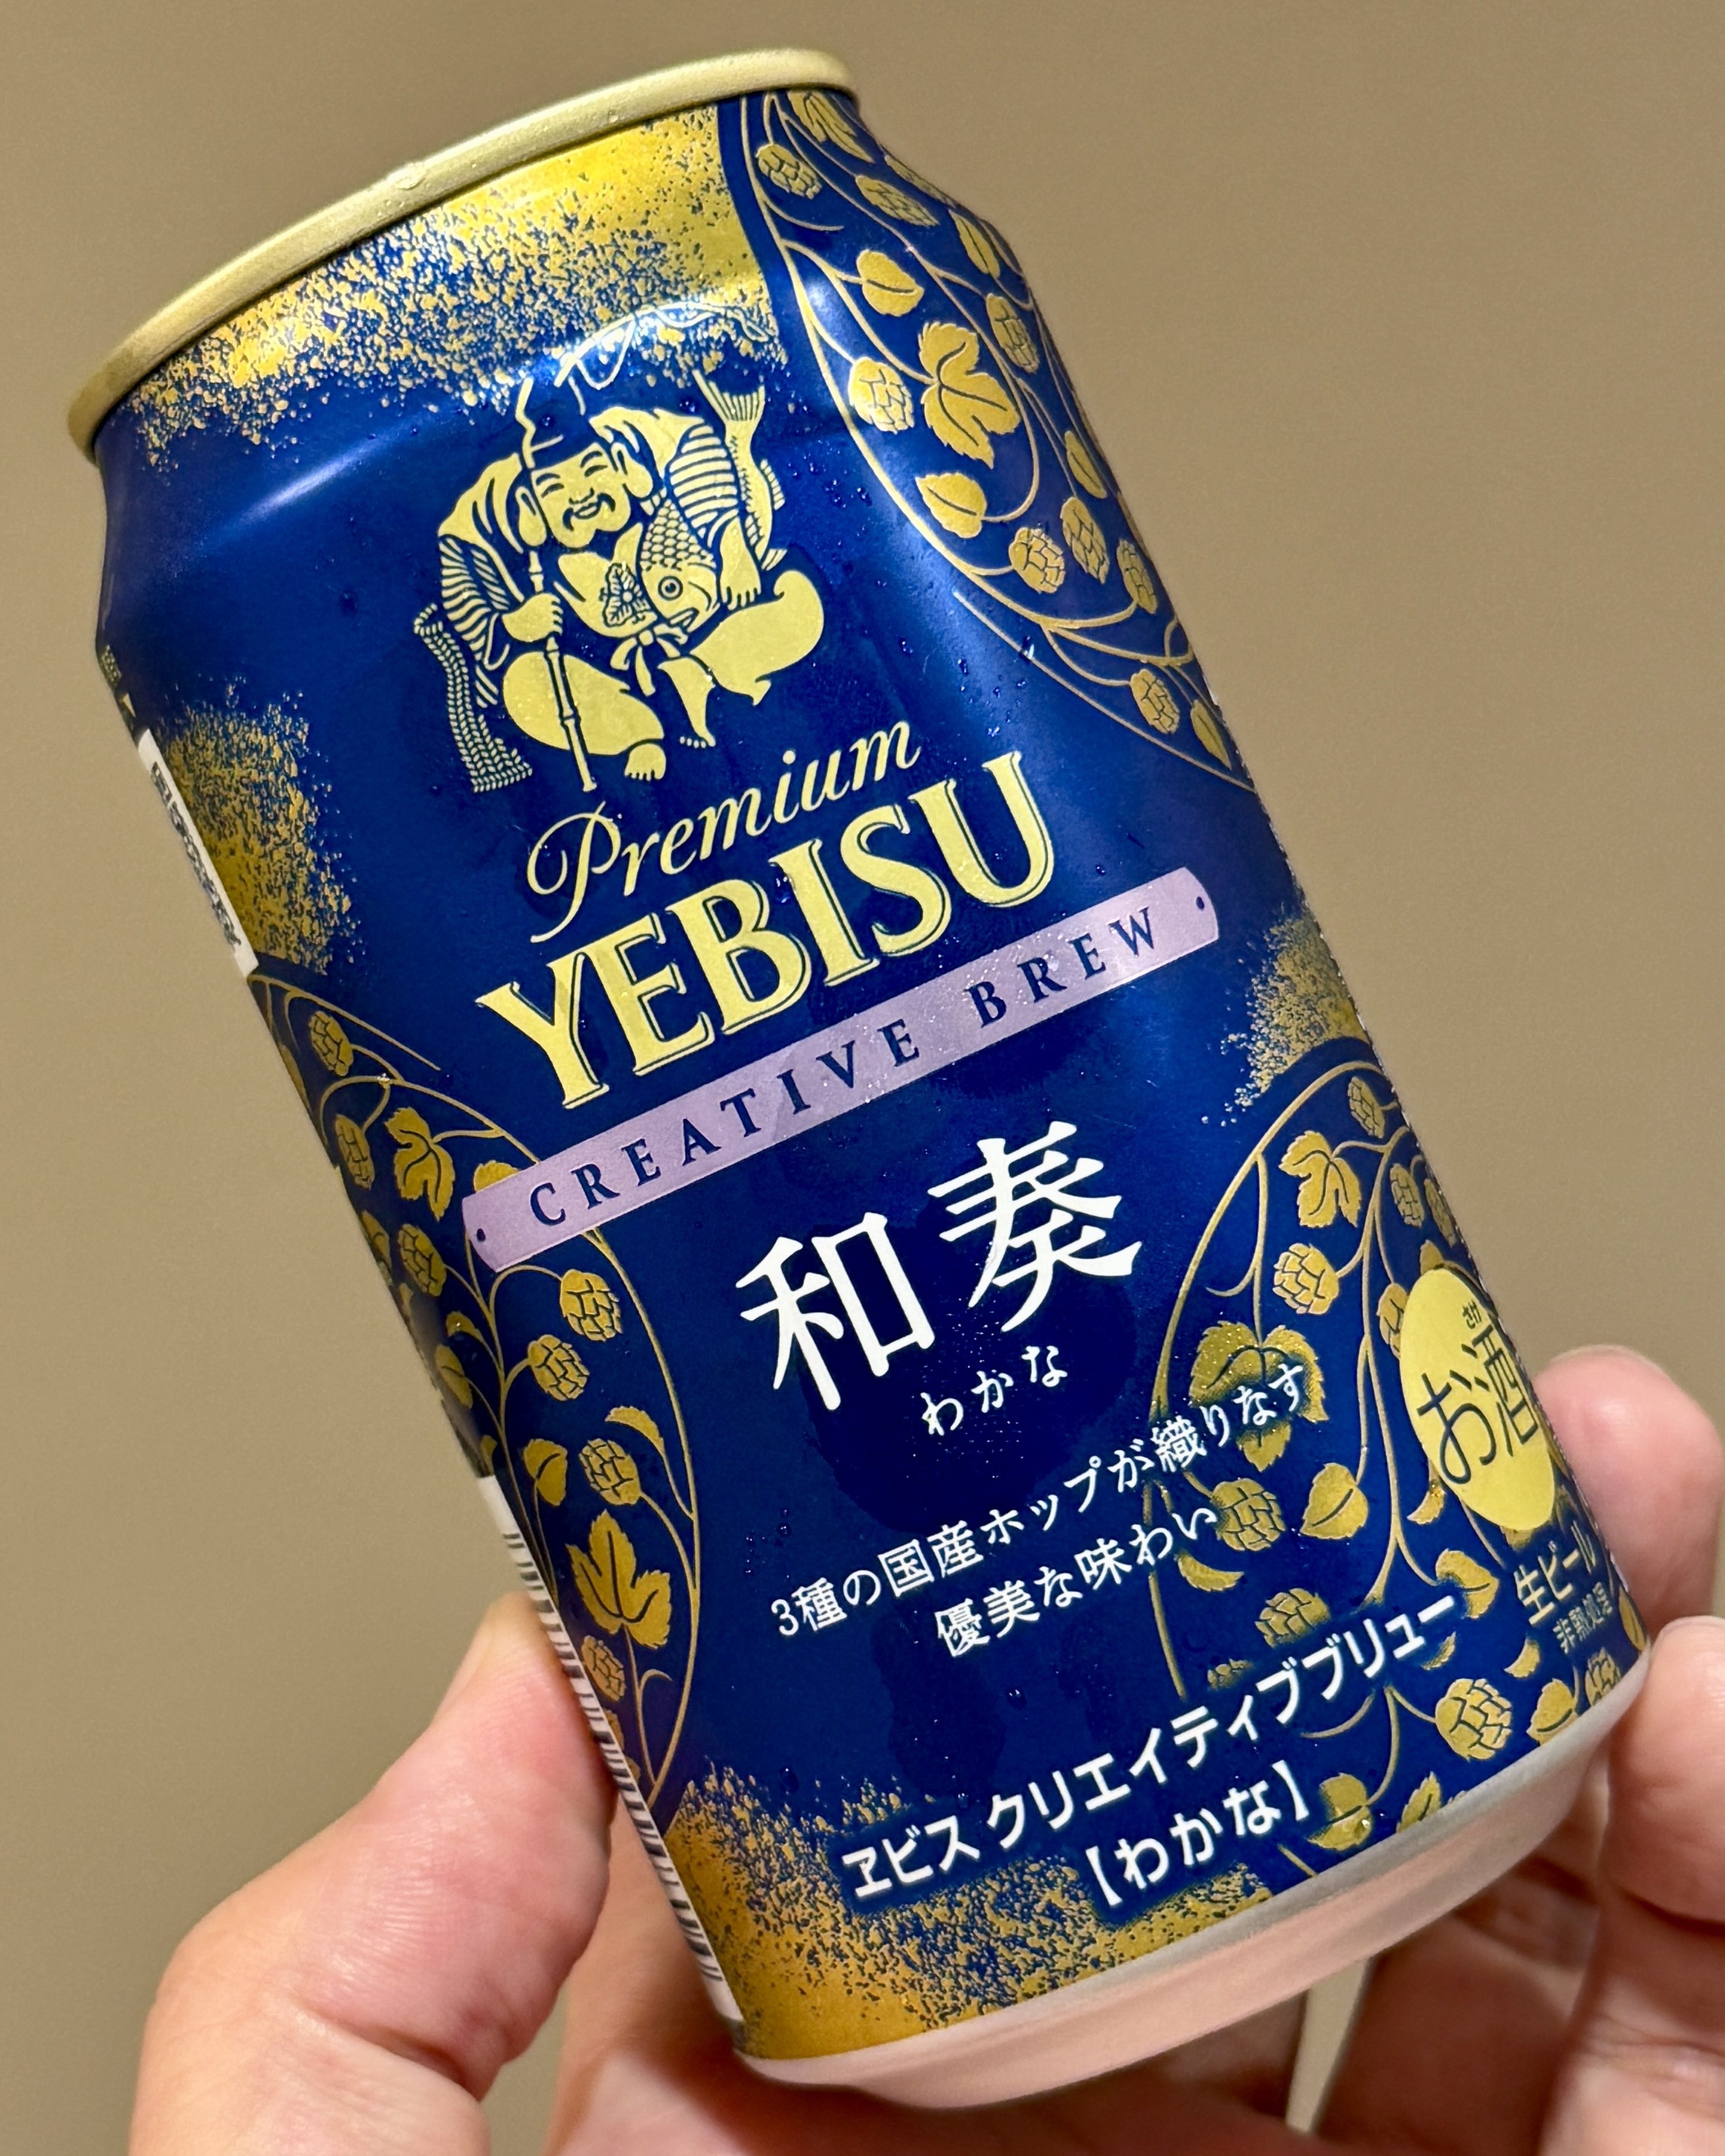 Premium
YEBISU
CREATIVE BREW
和奏
わかな
3種の国産ホップが織りなす
優美な味わい
ヱビス クリエイティブブリュー
【わかな】
お酒
生ビール
非熱処理